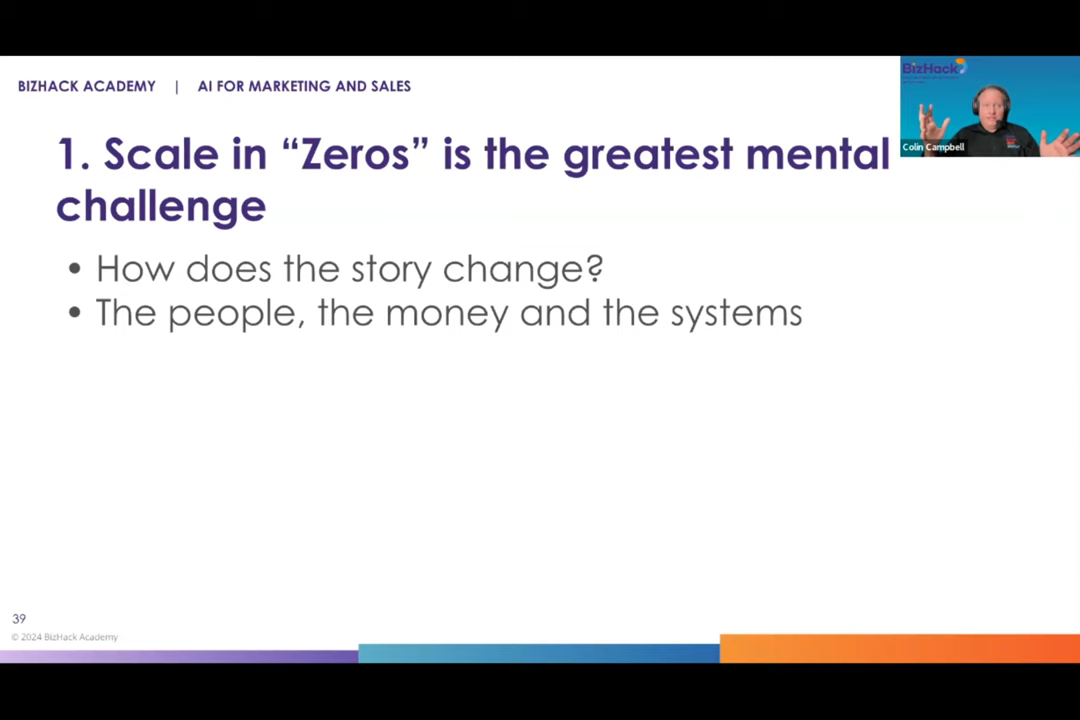 BIZHACK ACADEMY | AI FOR MARKETING AND SALES
BizHack
Colin Campbell
1. Scale in “Zeros” is the greatest mental
challenge
• How does the story change?
• The people, the money and the systems
39
© 2024 BizHack Academy